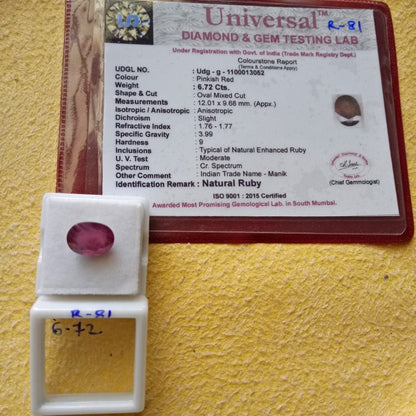 Universal™
R-81
DIAMOND & GEM TESTING LAB
Under Registration with Govt. of India (Trade Mark Registry Dept.)
Colourstone Report
(Terms & Conditions Apply)
UDGL NO. : Udg - g - 1100013052
Colour : Pinkish Red
Weight : 6.72 Cts.
Shape & Cut : Oval Mixed Cut
Measurements : 12.01 x 9.68 mm. (Appx.)
Isotropic / Anisotropic : Anisotropic
Dichroism : Slight
Refractive Index : 1.76 - 1.77
Specific Gravity : 3.99
Hardness : 9
Inclusions : Typical of Natural Enhanced Ruby
U. V. Test : Moderate
Spectrum : Cr. Spectrum
Other Comment : Indian Trade Name - Manik
Identification Remark : Natural Ruby
(Chief Gemmologist)
ISO 9001 : 2015 Certified
Awarded Most Promising Gemological Lab. in South Mumbai.
R-81
6-72